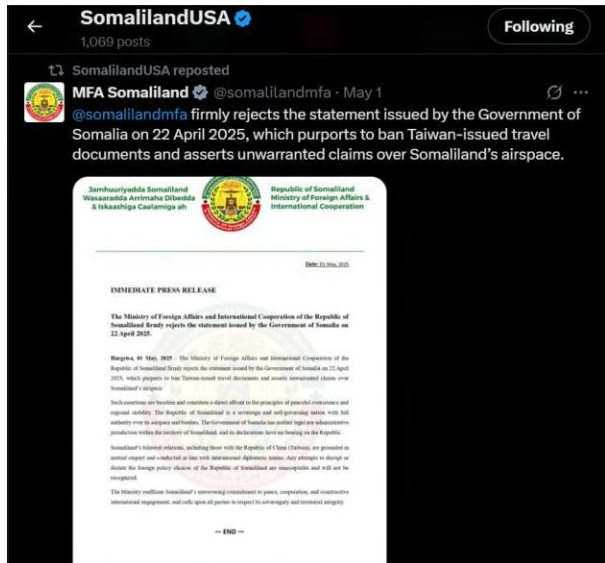 SomalilandUSA
1,069 posts
Following
SomalilandUSA reposted
MFA Somaliland @somalilandmfa · May 1
@somalilandmfa firmly rejects the statement issued by the Government of
Somalia on 22 April 2025, which purports to ban Taiwan-issued travel
documents and asserts unwarranted claims over Somaliland's airspace.
Jamhuuriyadda Somaliland
Wasaaradda Arrimaha Dibedda
& Iskaashiga Caalamiga ah
Republic of Somaliland
Ministry of Foreign Affairs &
International Cooperation
Date: 01 May, 2025
IMMEDIATE PRESS RELEASE
The Ministry of Foreign Affairs and International Cooperation of the Republic of
Somaliland firmly rejects the statement issued by the Government of Somalia on
22 April 2025.
Hargeisa, 01 May, 2025 - The Ministry of Foreign Affairs and International Cooperation of the
Republic of Somaliland firmly rejects the statement issued by the Government of Somalia on 22 April
2025, which purports to ban Taiwan-issued travel documents and asserts unwarranted claims over
Somaliland's airspace.
Such assertions are baseless and constitute a direct affront to the principles of peaceful coexistence and
regional stability. The Republic of Somaliland is a sovereign and self-governing nation with full
authority over its airspace and borders. The Government of Somalia has neither legal nor administrative
jurisdiction within the territory of Somaliland, and its declarations have no bearing on the Republic.
Somaliland's bilateral relations, including those with the Republic of China (Taiwan), are grounded in
mutual respect and conducted in line with international diplomatic norms. Any attempts to disrupt or
dictate the foreign policy choices of the Republic of Somaliland are unacceptable and will not be
recognized.
The Ministry reaffirms Somaliland's unwavering commitment to peace, cooperation, and constructive
international engagement, and calls upon all parties to respect its sovereignty and territorial integrity.
— END —